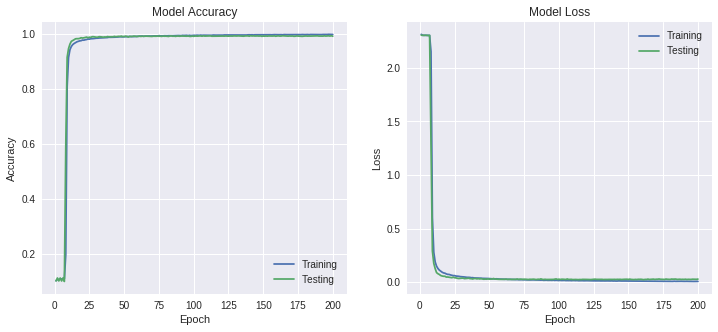 Model Accuracy
Accuracy
1.0
0.8
0.6
0.4
0.2
0 25 50 75 100 125 150 175 200
Epoch
Training
Testing
Model Loss
Loss
2.0
1.5
1.0
0.5
0.0
0 25 50 75 100 125 150 175 200
Epoch
Training
Testing